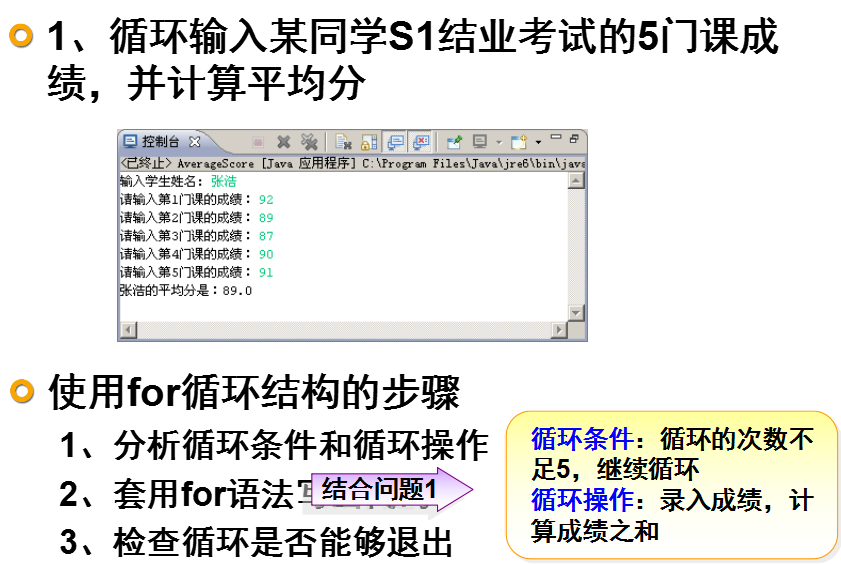 1、循环输入某同学S1结业考试的5门课成
绩，并计算平均分
控制台
<已终止> AverageScore [Java 应用程序] C:\Program Files\Java\jre6\bin\java
输入学生姓名：张浩
请输入第1门课的成绩：92
请输入第2门课的成绩：89
请输入第3门课的成绩：87
请输入第4门课的成绩：90
请输入第5门课的成绩：91
张浩的平均分是：89.0
使用for循环结构的步骤
1、分析循环条件和循环操作
2、套用for语法
结合问题1
3、检查循环是否能够退出
循环条件：循环的次数不
足5，继续循环
循环操作：录入成绩，计
算成绩之和